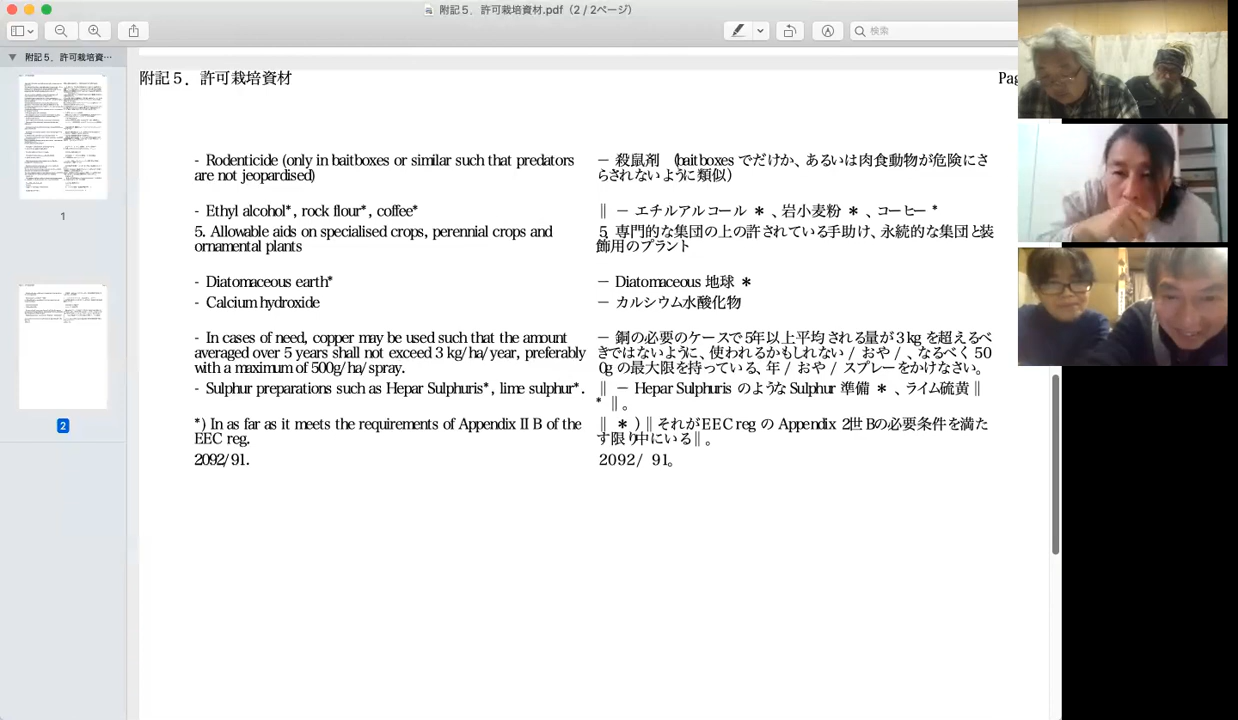 附記５．許可栽培資材.pdf（2 / 2ページ）
検索
附記５．許可栽培資…
1
2
附記５．許可栽培資材
Pag
- Rodenticide (only in baitboxes or similar such that predators
are not jeopardised)
- Ethyl alcohol*, rock flour*, coffee*
5. Allowable aids on specialised crops, perennial crops and
ornamental plants
- Diatomaceous earth*
- Calcium hydroxide
- In cases of need, copper may be used such that the amount
averaged over 5 years shall not exceed 3 kg/ha/year, preferably
with a maximum of 500g/ha/spray.
- Sulphur preparations such as Hepar Sulphuris*, lime sulphur*.
*) In as far as it meets the requirements of Appendix II B of the
EEC reg.
2092/91.
－ 殺鼠剤 （baitboxes でだけか、あるいは肉食動物が危険にさ
らされないように類似）
‖ － エチルアルコール ＊ 、岩小麦粉 ＊ 、コーヒー *
5. 専門的な集団の上の許されている手助け、永続的な集団と装
飾用のプラント
－ Diatomaceous 地球 ＊
－ カルシウム水酸化物
－ 銅の必要のケースで 5年以上平均される量が 3 kg を超えるべ
きではないように、使われるかもしれない / おや / 、なるべく 50
0g の最大限を持っている、年 / おや / スプレーをかけなさい。
‖ － Hepar Sulphuris のような Sulphur 準備 ＊ 、ライム硫黄 ‖
* ‖ 。
‖ ＊ ）‖ それが EEC reg の Appendix 2世 Bの必要条件を満た
す限り中にいる ‖ 。
2092/ 91。